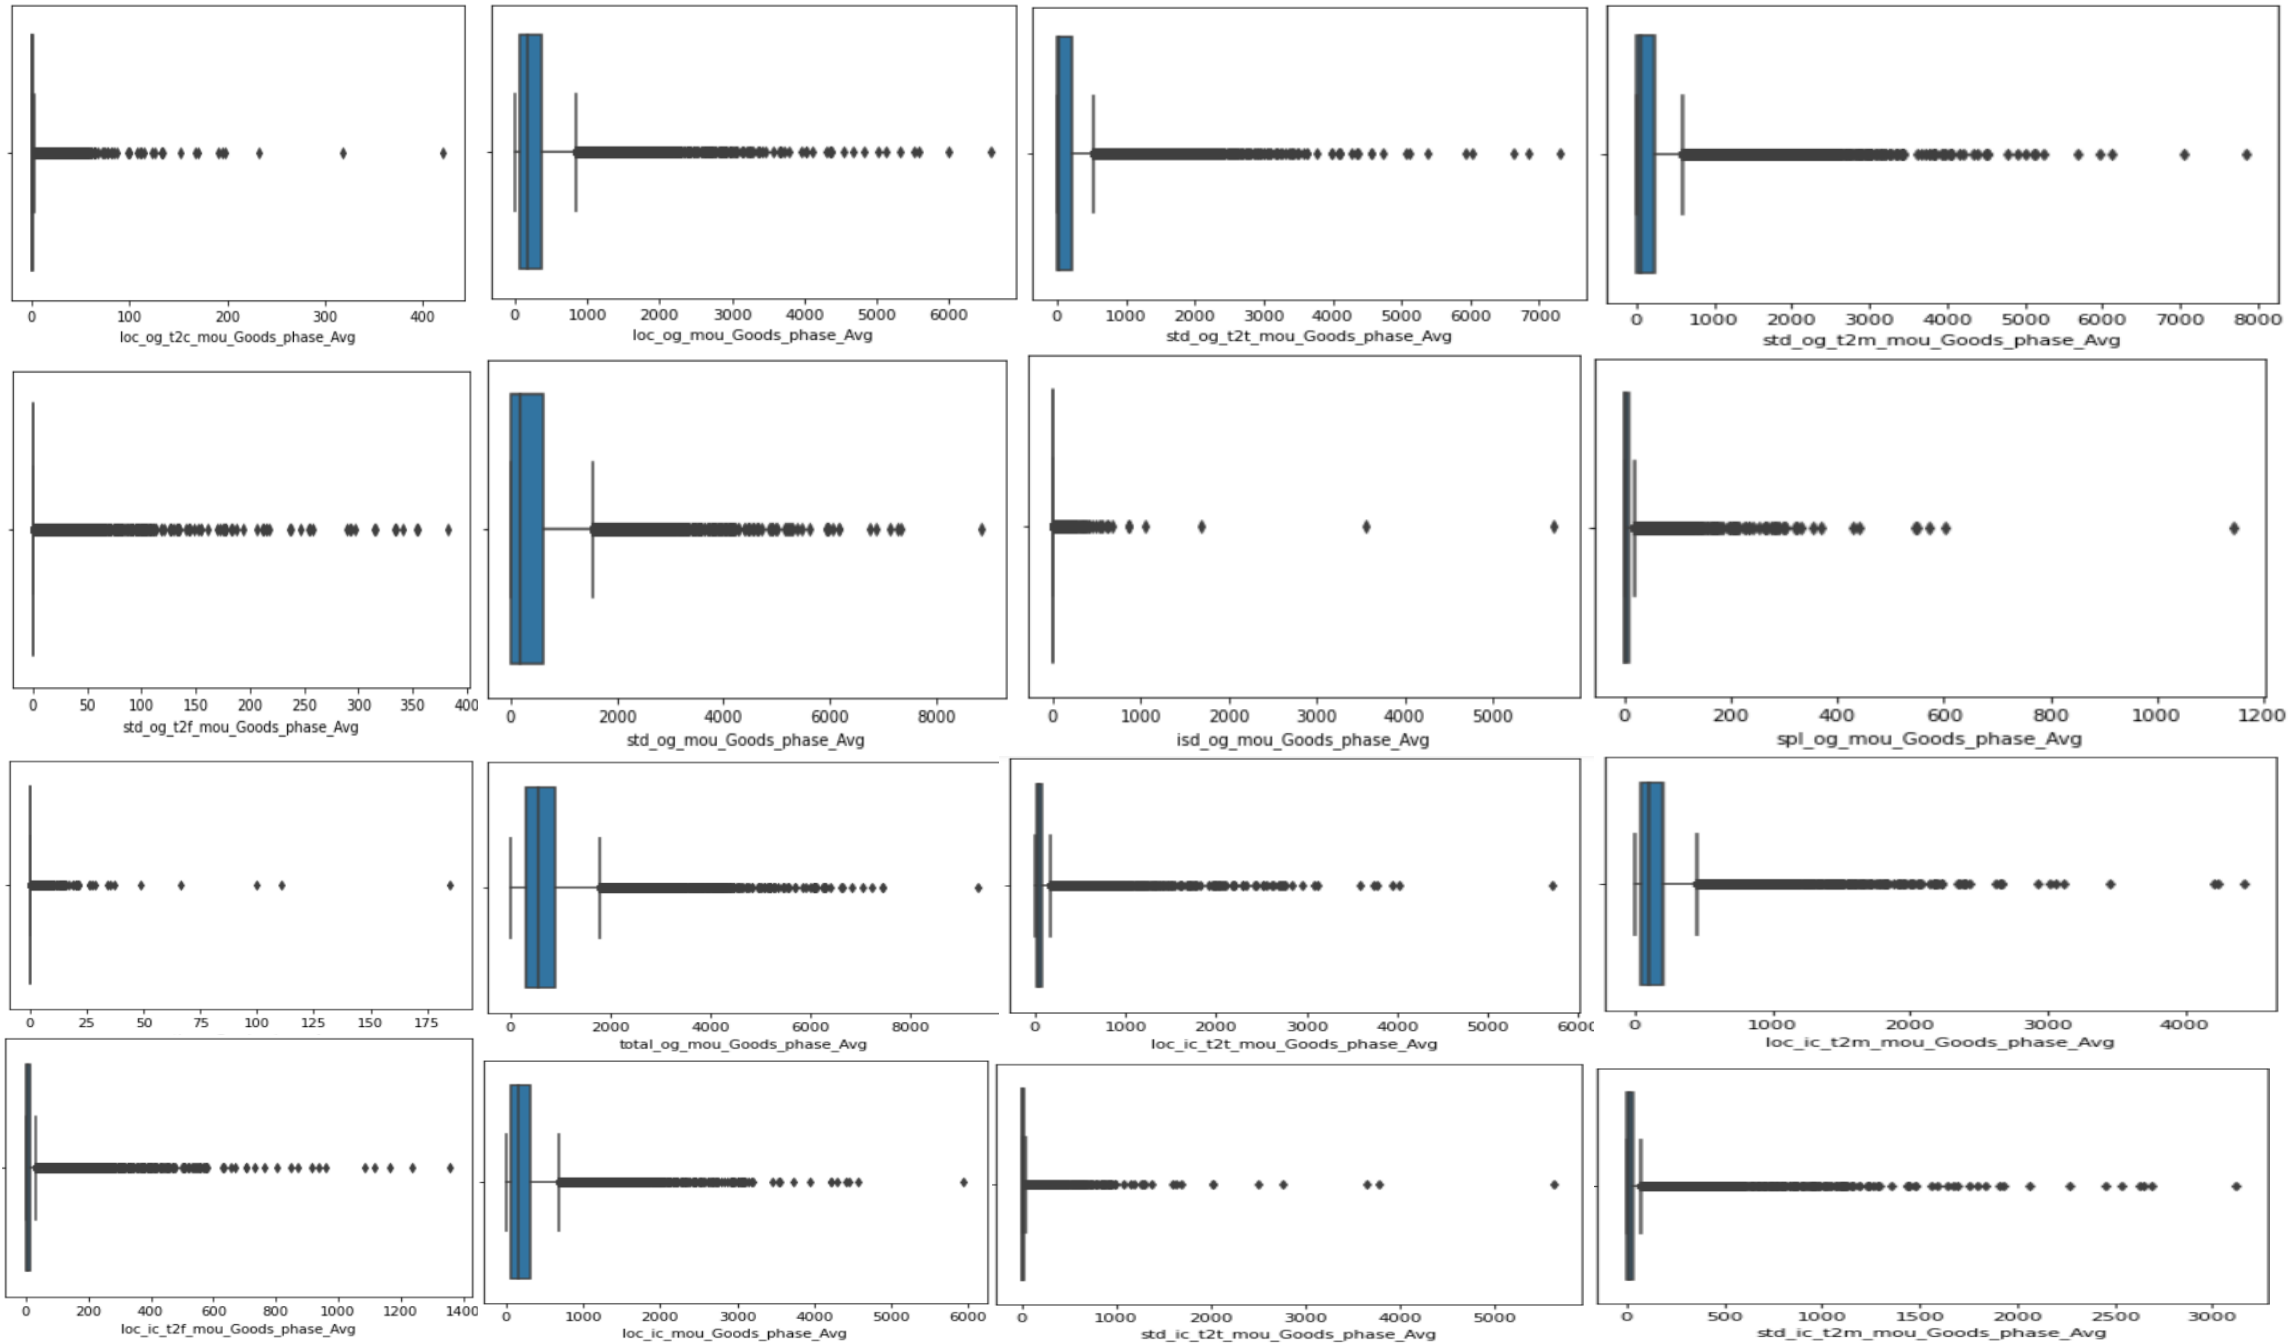 0 100 200 300 400
loc_og_t2c_mou_Goods_phase_Avg
0 1000 2000 3000 4000 5000 6000
loc_og_mou_Goods_phase_Avg
0 1000 2000 3000 4000 5000 6000 7000
std_og_t2t_mou_Goods_phase_Avg
0 1000 2000 3000 4000 5000 6000 7000 8000
std_og_t2m_mou_Goods_phase_Avg
0 50 100 150 200 250 300 350 400
std_og_t2f_mou_Goods_phase_Avg
0 2000 4000 6000 8000
std_og_mou_Goods_phase_Avg
0 1000 2000 3000 4000 5000
isd_og_mou_Goods_phase_Avg
0 200 400 600 800 1000 1200
spl_og_mou_Goods_phase_Avg
0 25 50 75 100 125 150 175
0 2000 4000 6000 8000
total_og_mou_Goods_phase_Avg
0 1000 2000 3000 4000 5000 6000
loc_ic_t2t_mou_Goods_phase_Avg
0 1000 2000 3000 4000
loc_ic_t2m_mou_Goods_phase_Avg
0 200 400 600 800 1000 1200 1400
loc_ic_t2f_mou_Goods_phase_Avg
0 1000 2000 3000 4000 5000 6000
loc_ic_mou_Goods_phase_Avg
0 1000 2000 3000 4000 5000
std_ic_t2t_mou_Goods_phase_Avg
0 500 1000 1500 2000 2500 3000
std_ic_t2m_mou_Goods_phase_Avg